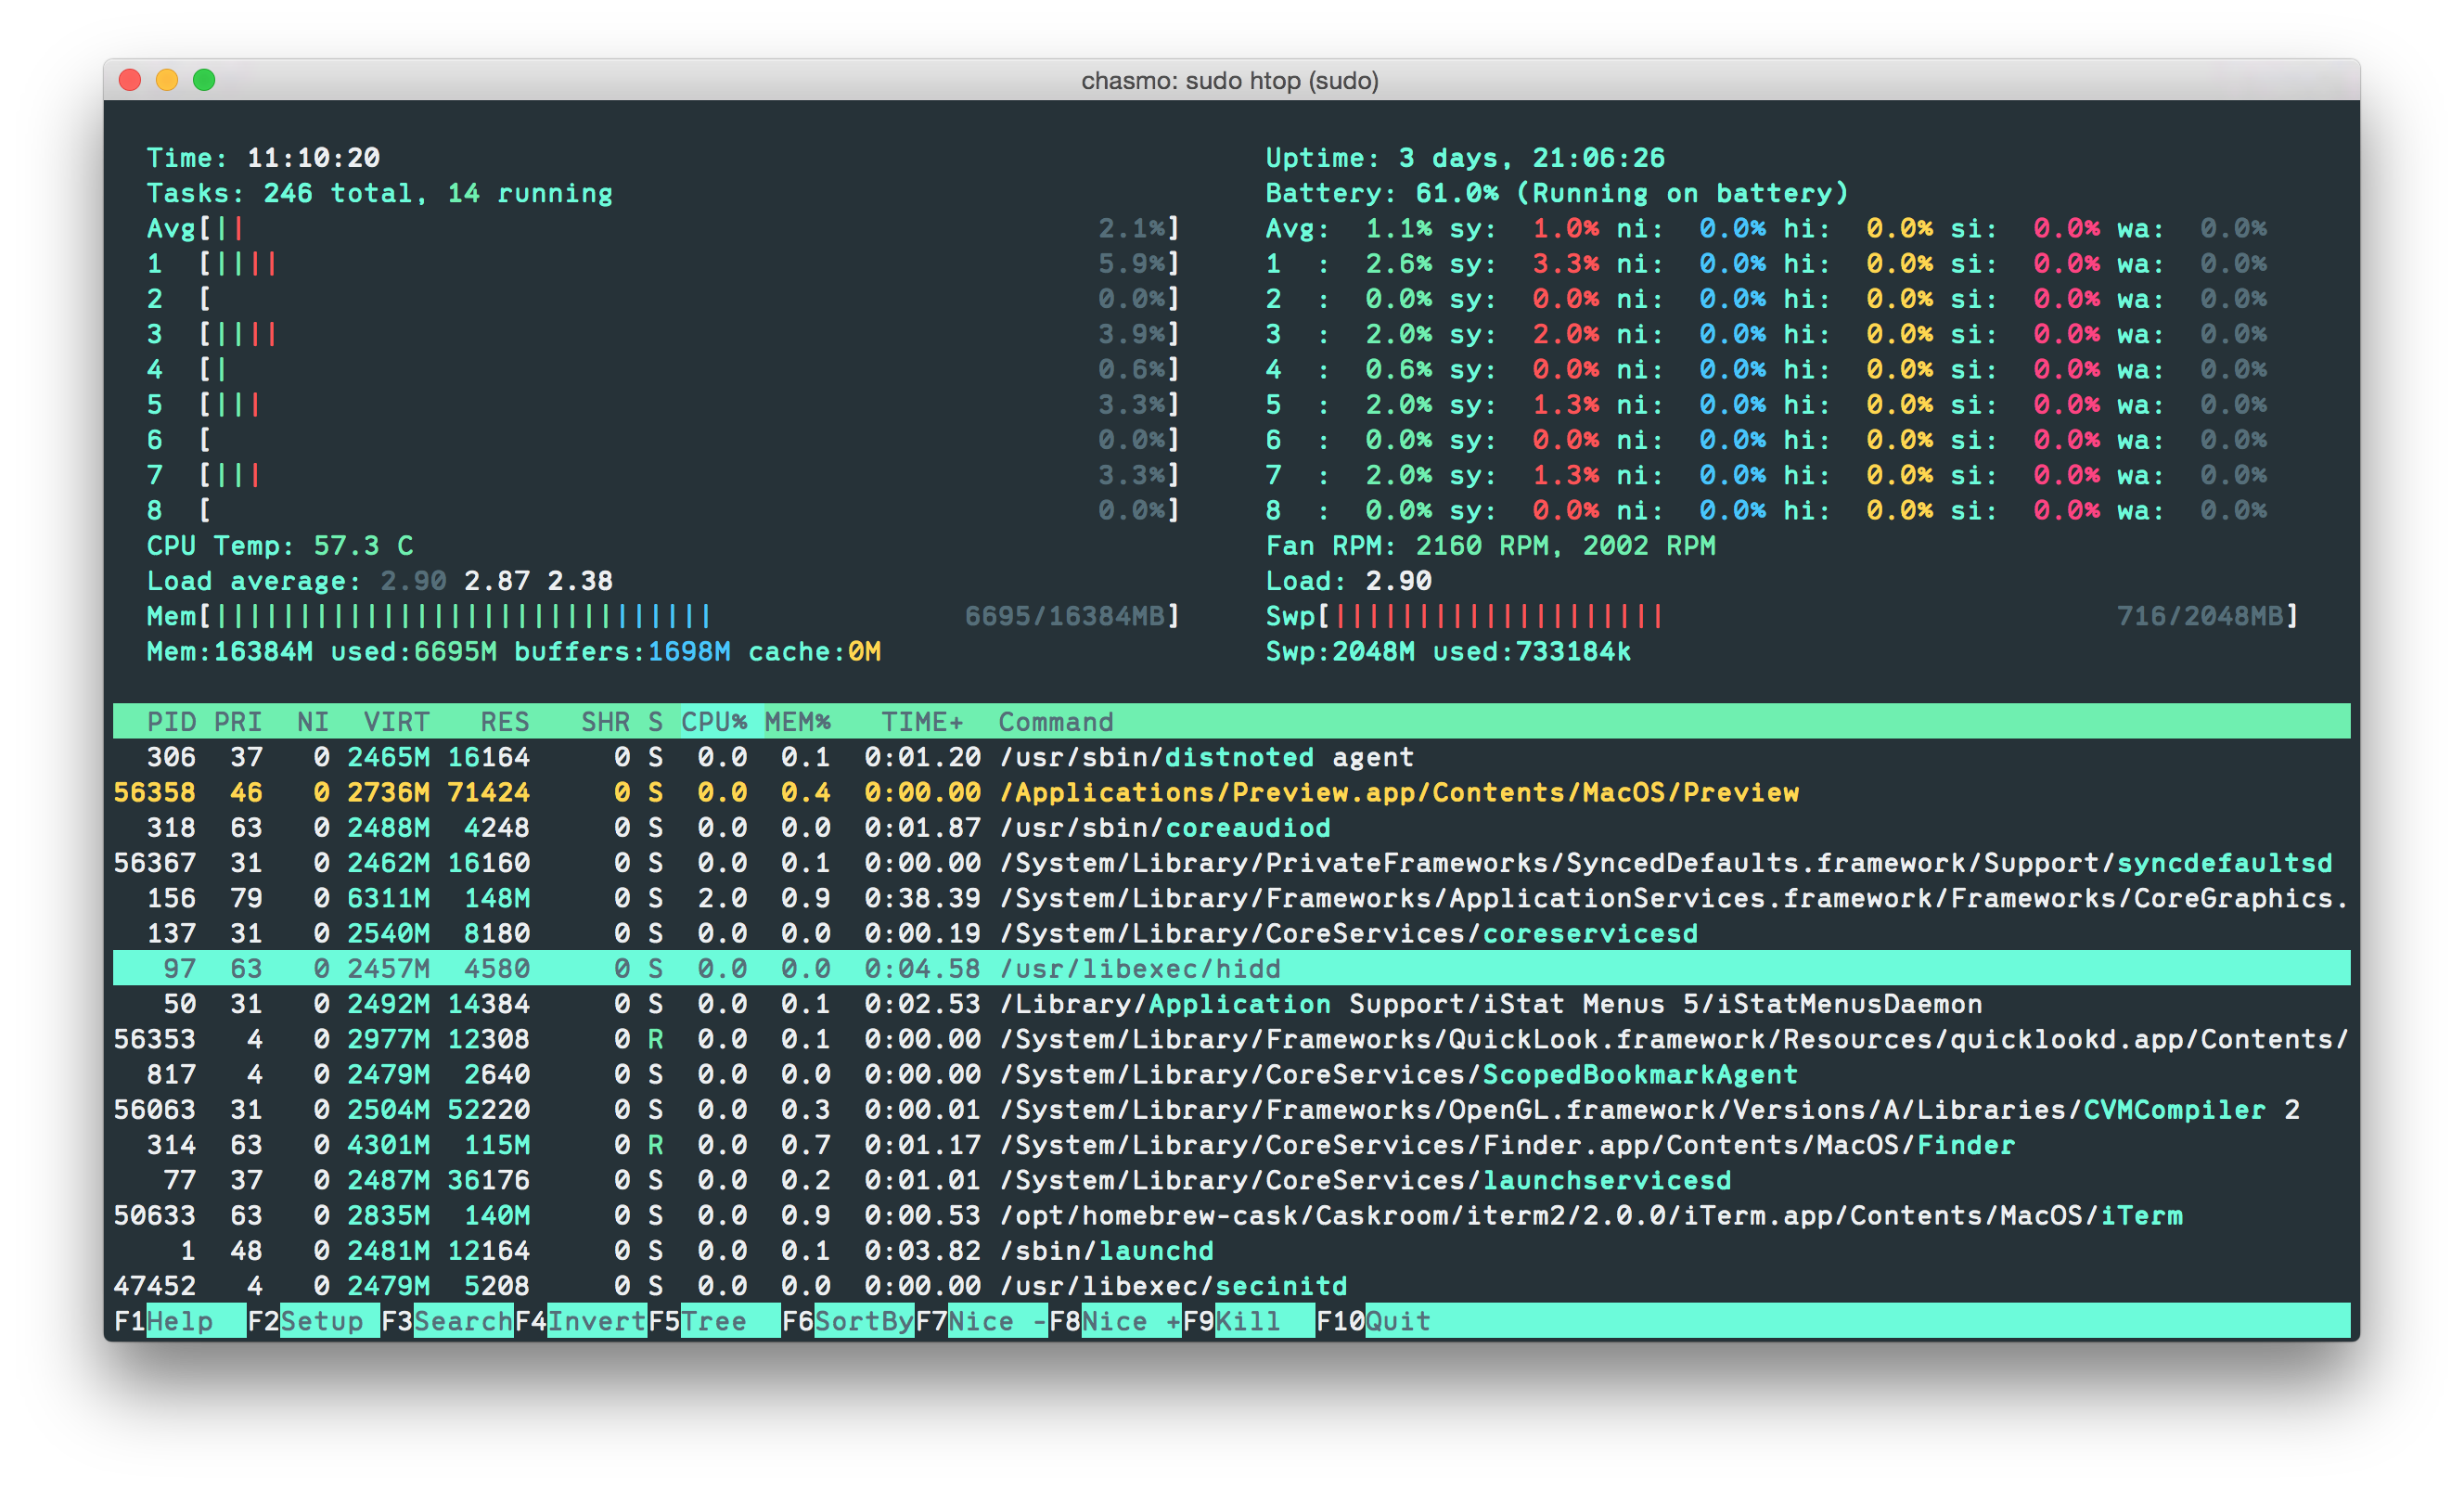 chasmo: sudo htop (sudo)
Time: 11:10:20 Uptime: 3 days, 21:06:26
Tasks: 246 total, 14 running Battery: 61.0% (Running on battery)
Avg[|| 2.1%] Avg: 1.1% sy: 1.0% ni: 0.0% hi: 0.0% si: 0.0% wa: 0.0%
1 [|||| 5.9%] 1 : 2.6% sy: 3.3% ni: 0.0% hi: 0.0% si: 0.0% wa: 0.0%
2 [ 0.0%] 2 : 0.0% sy: 0.0% ni: 0.0% hi: 0.0% si: 0.0% wa: 0.0%
3 [|||| 3.9%] 3 : 2.0% sy: 2.0% ni: 0.0% hi: 0.0% si: 0.0% wa: 0.0%
4 [| 0.6%] 4 : 0.6% sy: 0.0% ni: 0.0% hi: 0.0% si: 0.0% wa: 0.0%
5 [||| 3.3%] 5 : 2.0% sy: 1.3% ni: 0.0% hi: 0.0% si: 0.0% wa: 0.0%
6 [ 0.0%] 6 : 0.0% sy: 0.0% ni: 0.0% hi: 0.0% si: 0.0% wa: 0.0%
7 [||| 3.3%] 7 : 2.0% sy: 1.3% ni: 0.0% hi: 0.0% si: 0.0% wa: 0.0%
8 [ 0.0%] 8 : 0.0% sy: 0.0% ni: 0.0% hi: 0.0% si: 0.0% wa: 0.0%
CPU Temp: 57.3 C Fan RPM: 2160 RPM, 2002 RPM
Load average: 2.90 2.87 2.38 Load: 2.90
Mem[|||||||||||||||||||||||||||||| 6695/16384MB] Swp[|||||||||||||||||||| 716/2048MB]
Mem:16384M used:6695M buffers:1698M cache:0M Swp:2048M used:733184k
PID PRI NI VIRT RES SHR S CPU% MEM% TIME+ Command
306 37 0 2465M 16164 0 S 0.0 0.1 0:01.20 /usr/sbin/distnoted agent
56358 46 0 2736M 71424 0 S 0.0 0.4 0:00.00 /Applications/Preview.app/Contents/MacOS/Preview
318 63 0 2488M 4248 0 S 0.0 0.0 0:01.87 /usr/sbin/coreaudiod
56367 31 0 2462M 16160 0 S 0.0 0.1 0:00.00 /System/Library/PrivateFrameworks/SyncedDefaults.framework/Support/syncdefaultsd
156 79 0 6311M 148M 0 S 2.0 0.9 0:38.39 /System/Library/Frameworks/ApplicationServices.framework/Frameworks/CoreGraphics.
137 31 0 2540M 8180 0 S 0.0 0.0 0:00.19 /System/Library/CoreServices/coreservicesd
97 63 0 2457M 4580 0 S 0.0 0.0 0:04.58 /usr/libexec/hidd
50 31 0 2492M 14384 0 S 0.0 0.1 0:02.53 /Library/Application Support/iStat Menus 5/iStatMenusDaemon
56353 4 0 2977M 12308 0 R 0.0 0.1 0:00.00 /System/Library/Frameworks/QuickLook.framework/Resources/quicklookd.app/Contents/
817 4 0 2479M 2640 0 S 0.0 0.0 0:00.00 /System/Library/CoreServices/ScopedBookmarkAgent
56063 31 0 2504M 52220 0 S 0.0 0.3 0:00.01 /System/Library/Frameworks/OpenGL.framework/Versions/A/Libraries/CVMCompiler 2
314 63 0 4301M 115M 0 R 0.0 0.7 0:01.17 /System/Library/CoreServices/Finder.app/Contents/MacOS/Finder
77 37 0 2487M 36176 0 S 0.0 0.2 0:01.01 /System/Library/CoreServices/launchservicesd
50633 63 0 2835M 140M 0 S 0.0 0.9 0:00.53 /opt/homebrew-cask/Caskroom/iterm2/2.0.0/iTerm.app/Contents/MacOS/iTerm
1 48 0 2481M 12164 0 S 0.0 0.1 0:03.82 /sbin/launchd
47452 4 0 2479M 5208 0 S 0.0 0.0 0:00.00 /usr/libexec/secinitd
F1Help F2Setup F3SearchF4InvertF5Tree F6SortByF7Nice -F8Nice +F9Kill F10Quit